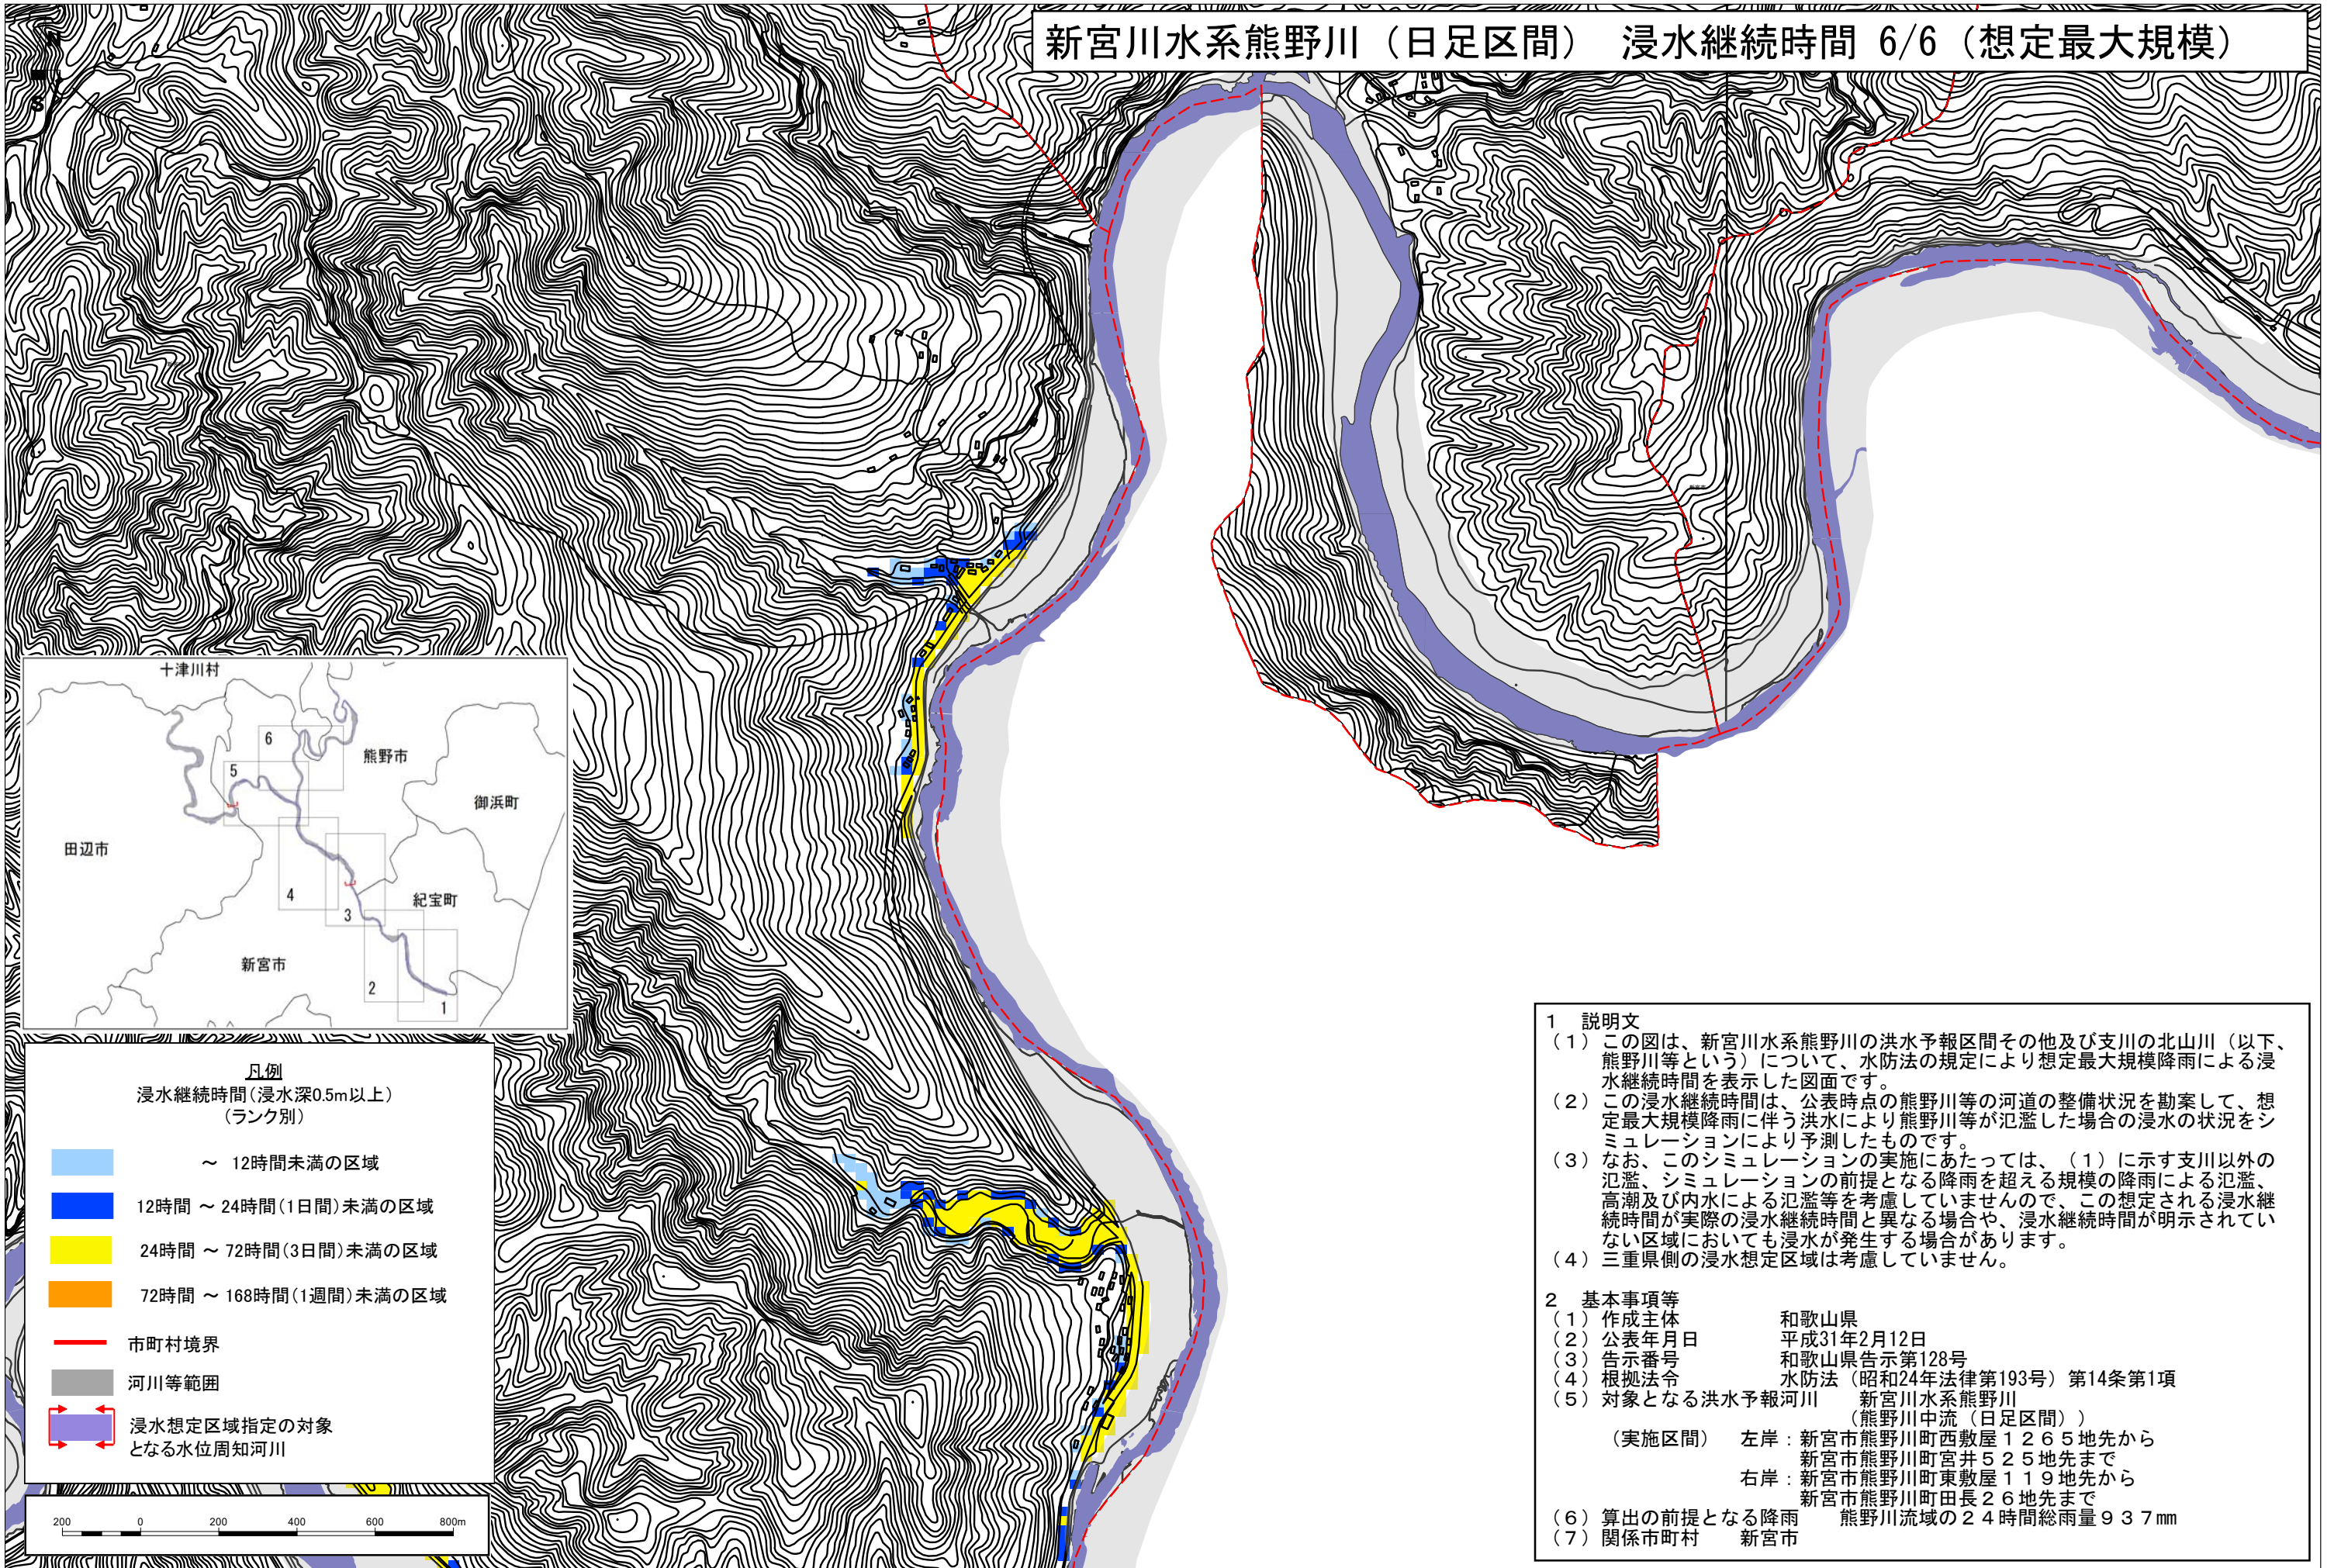 新宮川水系熊野川（日足区間）　浸水継続時間 6/6（想定最大規模）
N
S
十津川村
6
熊野市
5
御浜町
田辺市
4
紀宝町
3
新宮市
2
1
凡例
浸水継続時間（浸水深0.5m以上）
（ランク別）
～ 12時間未満の区域
12時間 ～ 24時間（1日間）未満の区域
24時間 ～ 72時間（3日間）未満の区域
72時間 ～ 168時間（1週間）未満の区域
市町村境界
河川等範囲
浸水想定区域指定の対象
となる水位周知河川
200 0 200 400 600 800m
1　説明文
（1）この図は、新宮川水系熊野川の洪水予報区間その他及び支川の北山川（以下、
熊野川等という）について、水防法の規定により想定最大規模降雨による浸
水継続時間を表示した図面です。
（2）この浸水継続時間は、公表時点の熊野川等の河道の整備状況を勘案して、想
定最大規模降雨に伴う洪水により熊野川等が氾濫した場合の浸水の状況をシ
ミュレーションにより予測したものです。
（3）なお、このシミュレーションの実施にあたっては、（1）に示す支川以外の
氾濫、シミュレーションの前提となる降雨を超える規模の降雨による氾濫、
高潮及び内水による氾濫等を考慮していませんので、この想定される浸水継
続時間が実際の浸水継続時間と異なる場合や、浸水継続時間が明示されてい
ない区域においても浸水が発生する場合があります。
（4）三重県側の浸水想定区域は考慮していません。
2　基本事項等
（1）作成主体　和歌山県
（2）公表年月日　平成31年2月12日
（3）告示番号　和歌山県告示第128号
（4）根拠法令　水防法（昭和24年法律第193号）第14条第1項
（5）対象となる洪水予報河川　新宮川水系熊野川
（熊野川中流（日足区間））
（実施区間）　左岸：新宮市熊野川町西敷屋１２６５地先から
新宮市熊野川町宮井５２５地先まで
右岸：新宮市熊野川町東敷屋１１９地先から
新宮市熊野川町田長２６地先まで
（6）算出の前提となる降雨　熊野川流域の２４時間総雨量９３７㎜
（7）関係市町村　新宮市